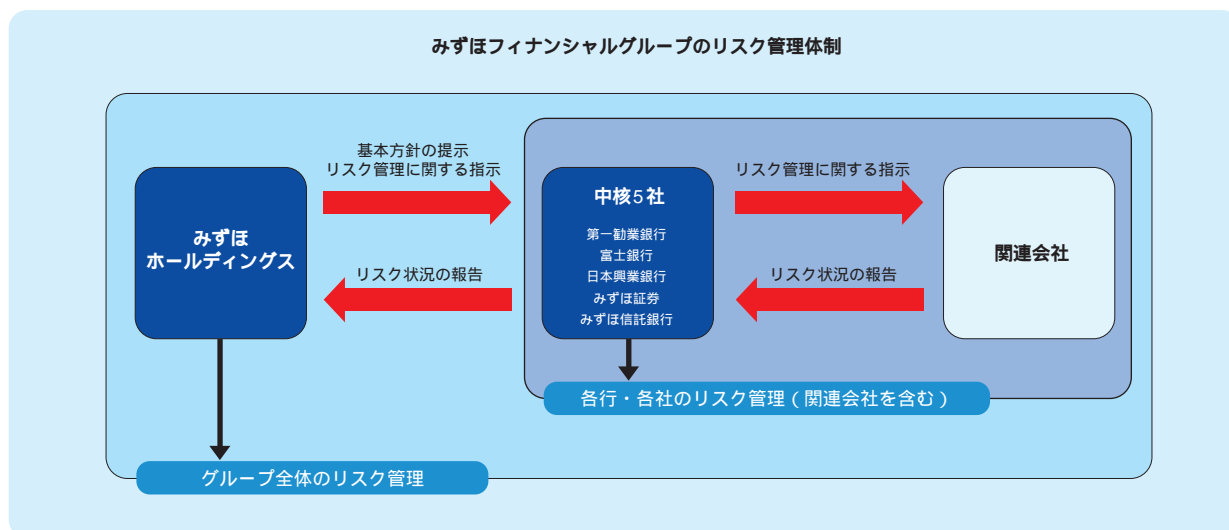 みずほフィナンシャルグループのリスク管理体制
基本方針の提示
リスク管理に関する指示
リスク管理に関する指示
みずほ
ホールディングス
中核5社
第一勧業銀行
富士銀行
日本興業銀行
みずほ証券
みずほ信託銀行
関連会社
リスク状況の報告
リスク状況の報告
各行・各社のリスク管理（関連会社を含む）
グループ全体のリスク管理